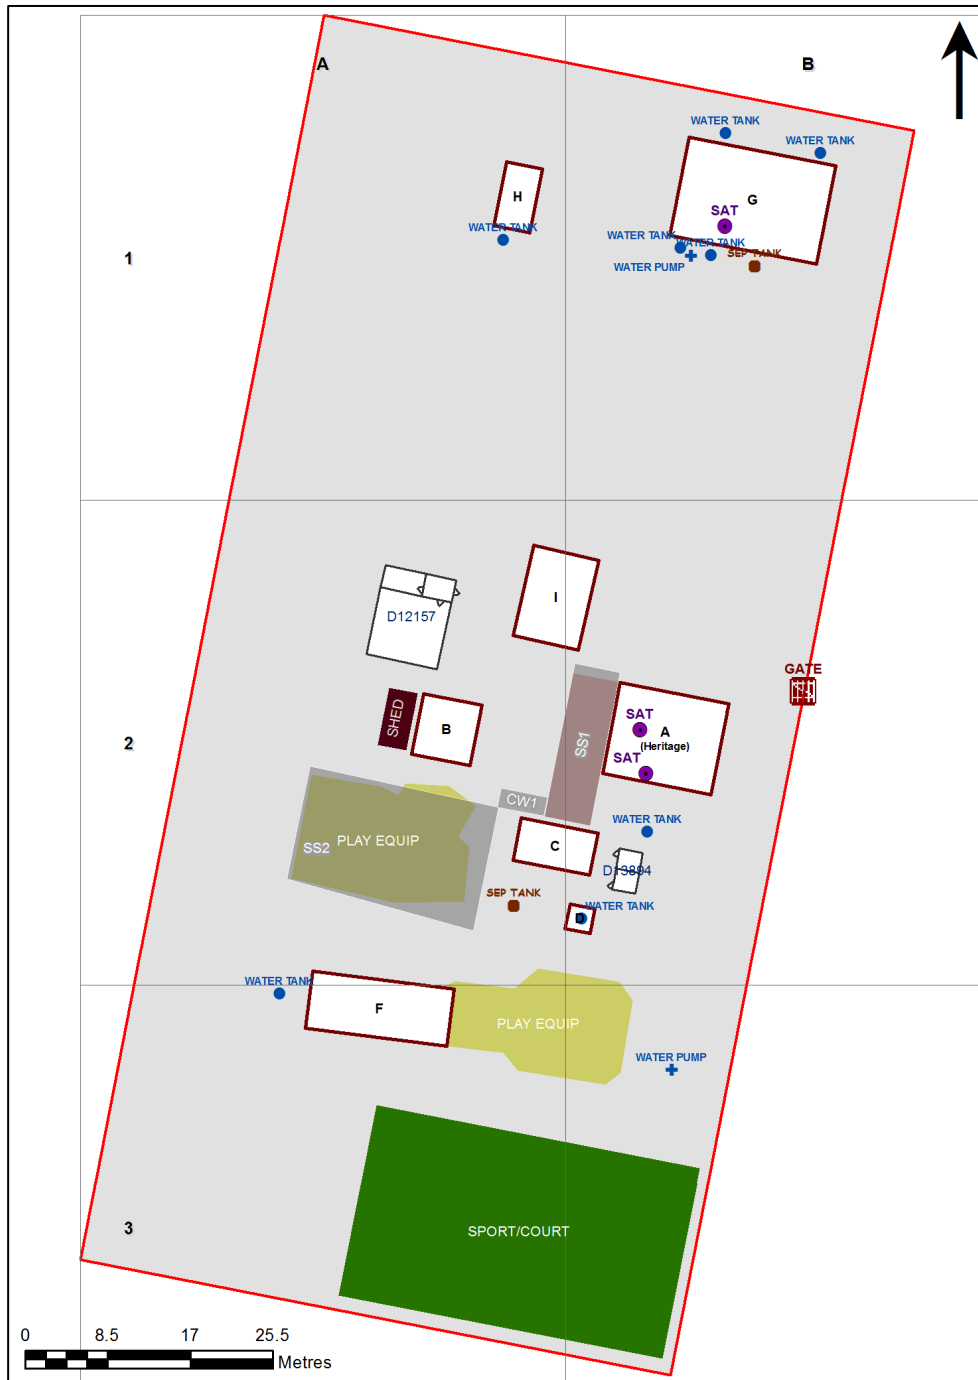 A
B
WATER TANK
WATER TANK
H
G
SAT
WATER TANK
WATER TANK
WATER TANK
SEP TANK
1
WATER PUMP
I
D12157
GATE
SHED
B
SAT
A
(Heritage)
SS1
2
SAT
CW1
WATER TANK
PLAY EQUIP
SS2
C
D13894
SEP TANK
WATER TANK
D
WATER TANK
F
PLAY EQUIP
WATER PUMP
3
SPORT/COURT
0 8.5 17 25.5
Metres